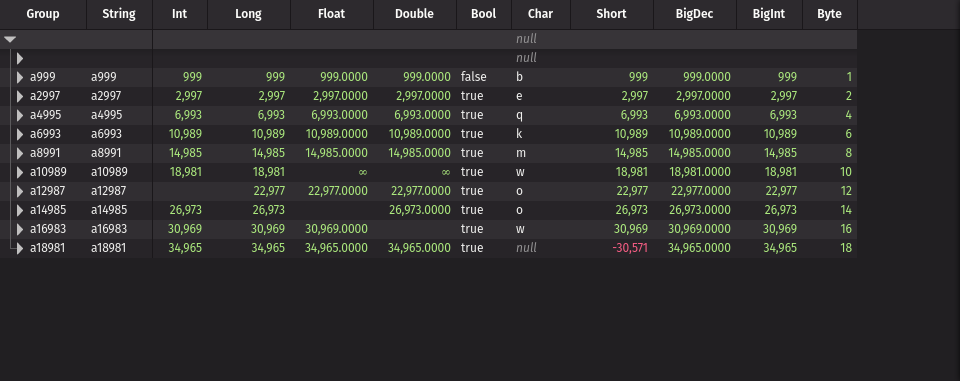 Group String Int Long Float Double Bool Char Short BigDec BigInt Byte
null
null
a999 a999 999 999 999.0000 999.0000 false b 999 999.0000 999 1
a2997 a2997 2,997 2,997 2,997.0000 2,997.0000 true e 2,997 2,997.0000 2,997 2
a4995 a4995 6,993 6,993 6,993.0000 6,993.0000 true q 6,993 6,993.0000 6,993 4
a6993 a6993 10,989 10,989 10,989.0000 10,989.0000 true k 10,989 10,989.0000 10,989 6
a8991 a8991 14,985 14,985 14,985.0000 14,985.0000 true m 14,985 14,985.0000 14,985 8
a10989 a10989 18,981 18,981 ∞ ∞ true w 18,981 18,981.0000 18,981 10
a12987 a12987 22,977 22,977.0000 22,977.0000 true o 22,977 22,977.0000 22,977 12
a14985 a14985 26,973 26,973 26,973.0000 true o 26,973 26,973.0000 26,973 14
a16983 a16983 30,969 30,969 30,969.0000 true w 30,969 30,969.0000 30,969 16
a18981 a18981 34,965 34,965 34,965.0000 34,965.0000 true null -30,571 34,965.0000 34,965 18